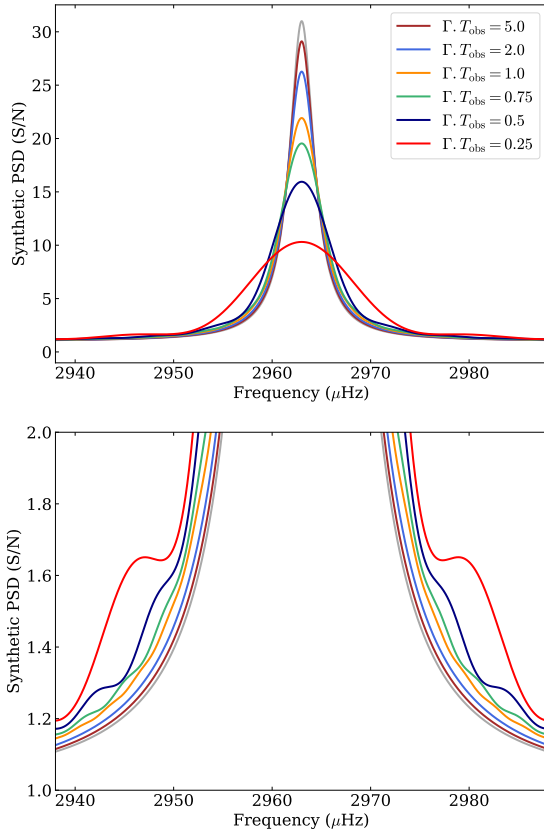 Synthetic PSD (S/N)
30
25
20
15
10
5
0
Γ. T_obs = 5.0
Γ. T_obs = 2.0
Γ. T_obs = 1.0
Γ. T_obs = 0.75
Γ. T_obs = 0.5
Γ. T_obs = 0.25
2940 2950 2960 2970 2980
Frequency (μHz)
Synthetic PSD (S/N)
2.0
1.8
1.6
1.4
1.2
1.0
2940 2950 2960 2970 2980
Frequency (μHz)